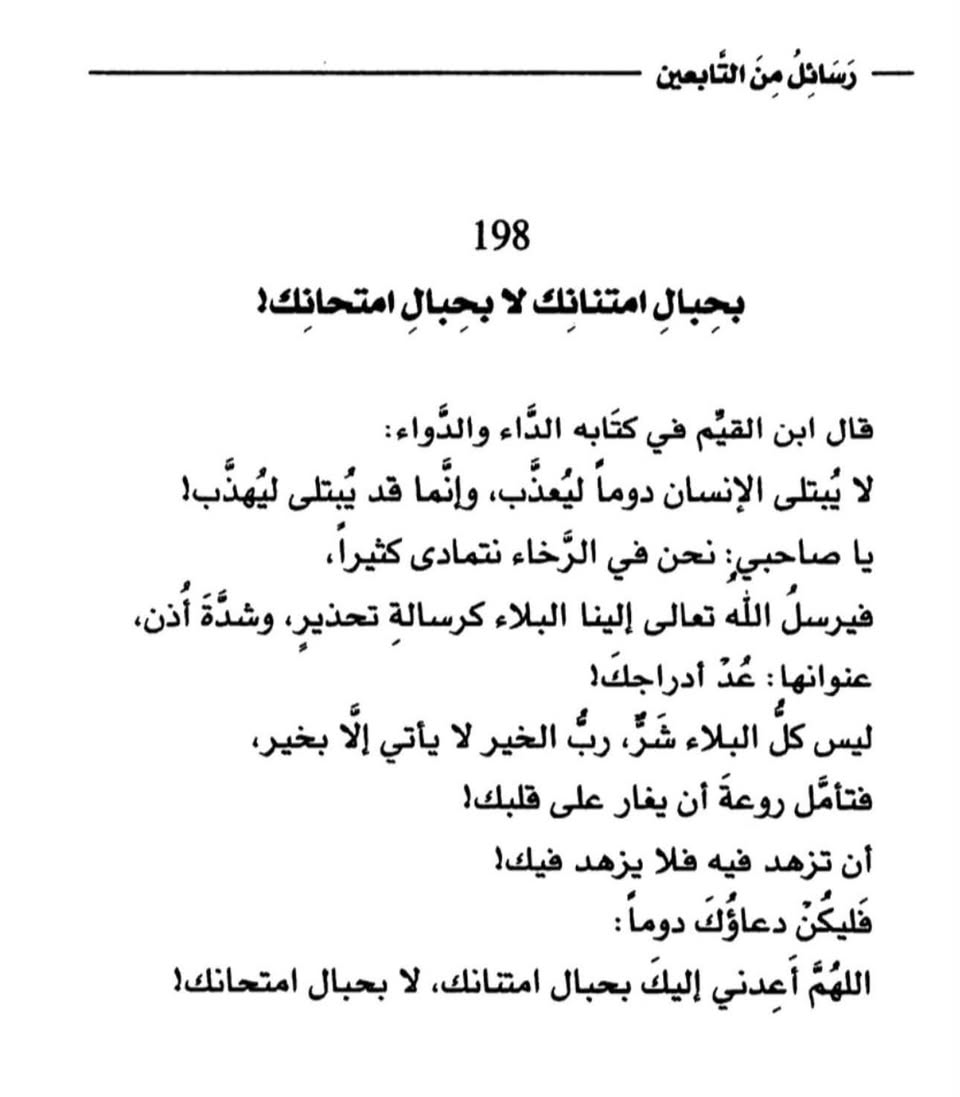 رَسَائِلُ مِنَ التَّابعين
198
بحِبالِ امتنانِك لا بحِبالِ امتحانِك!
قال ابن القيِّم في كتَابه الدَّاء والدَّواء:
لا يُبتلى الإنسان دوماً ليُعذَّب، وإنَّما قد يُبتلى ليُهذَّب!
يا صاحبي: نحن في الرَّخاء نتمادى كثيراً،
فيرسلُ اللهُ تعالى إلينا البلاء كرسالةِ تحذيرٍ، وشدَّةَ أُذن،
عنوانها: عُدْ أدراجكَ!
ليس كلُّ البلاء شَرٌّ، ربُّ الخير لا يأتي إلَّا بخير،
فتأمَّل روعةَ أن يغار على قلبك!
أن تزهد فيه فلا يزهد فيك!
فَليكُنْ دعاؤُكَ دوماً:
اللهُمَّ أَعِدني إليكَ بحبال امتنانك، لا بحبال امتحانك!